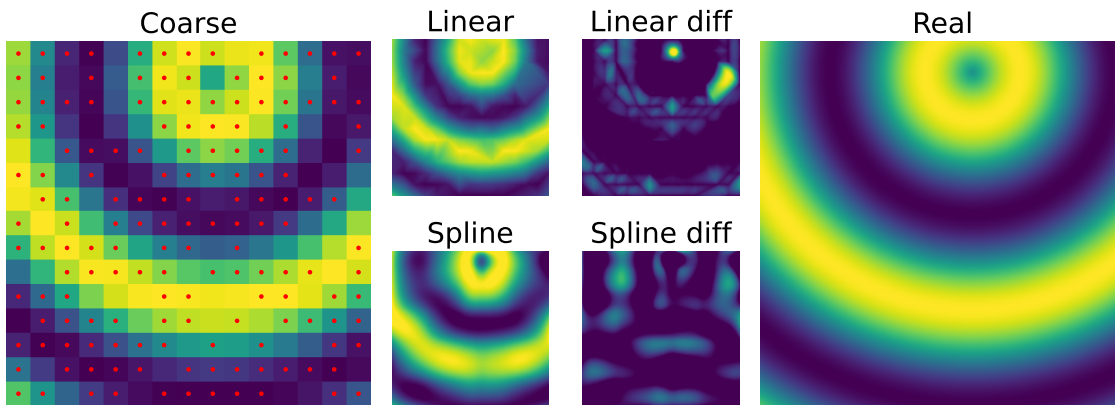 Coarse
Linear
Linear diff
Real
Spline
Spline diff